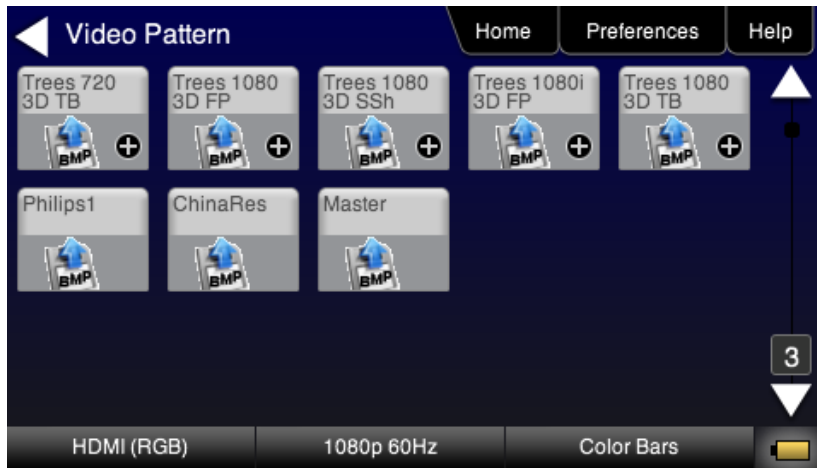 Video Pattern
Home
Preferences
Help
Trees 720
3D TB
Trees 1080
3D FP
Trees 1080
3D SSh
Trees 1080i
3D FP
Trees 1080
3D TB
BMP
BMP
BMP
BMP
BMP
Philips1
ChinaRes
Master
BMP
BMP
BMP
3
HDMI (RGB)
1080p 60Hz
Color Bars